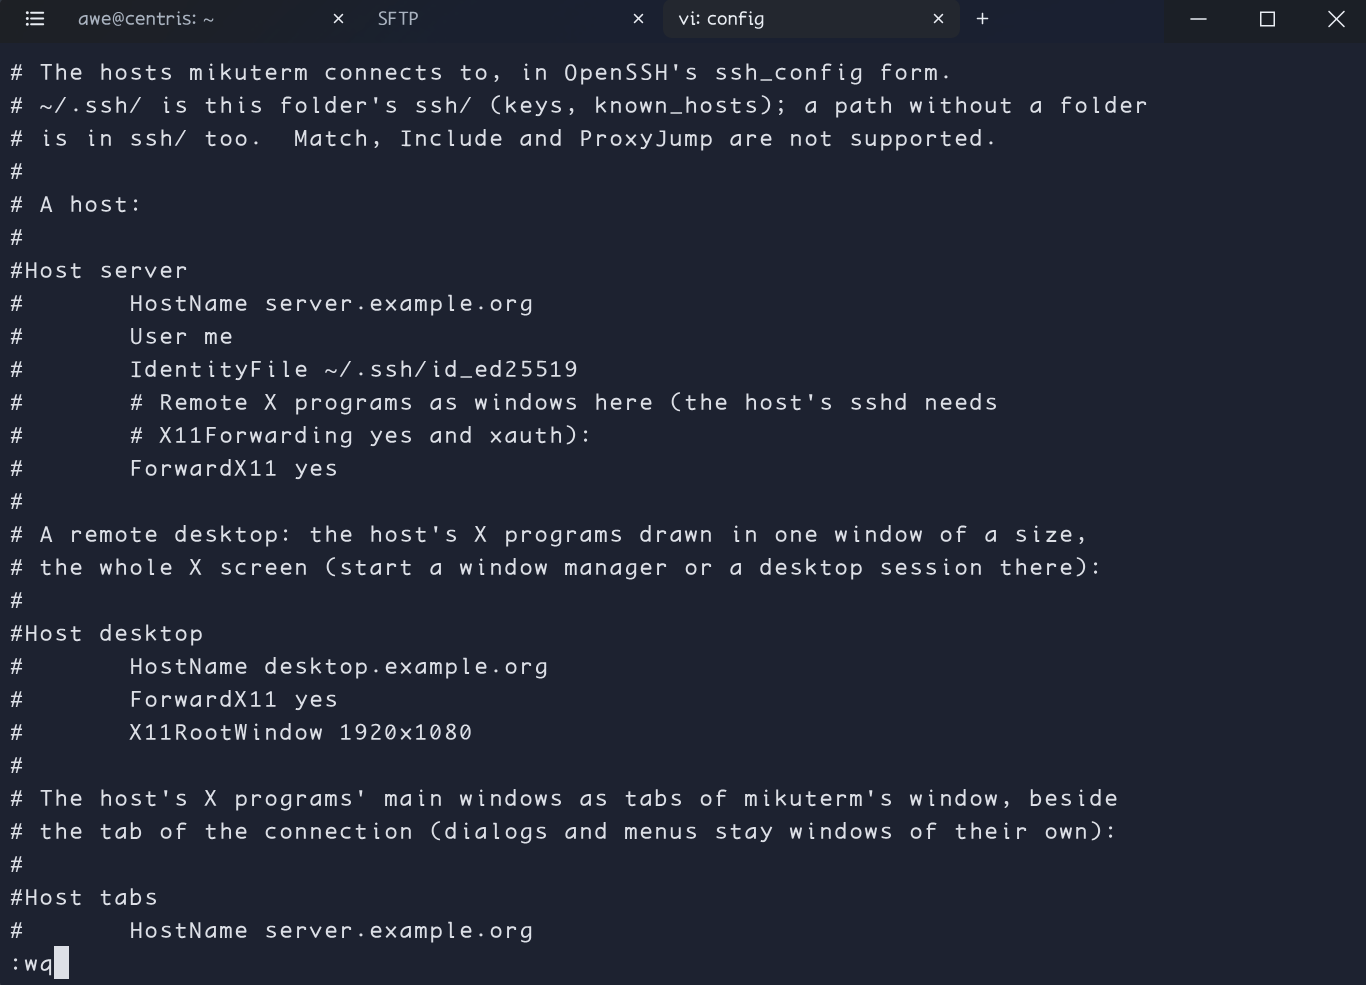 awe@centris: ~ × SFTP × vi: config × +
# The hosts mikuterm connects to, in OpenSSH's ssh_config form.
# ~/.ssh/ is this folder's ssh/ (keys, known_hosts); a path without a folder
# is in ssh/ too.  Match, Include and ProxyJump are not supported.
#
# A host:
#
#Host server
#       HostName server.example.org
#       User me
#       IdentityFile ~/.ssh/id_ed25519
#       # Remote X programs as windows here (the host's sshd needs
#       # X11Forwarding yes and xauth):
#       ForwardX11 yes
#
# A remote desktop: the host's X programs drawn in one window of a size,
# the whole X screen (start a window manager or a desktop session there):
#
#Host desktop
#       HostName desktop.example.org
#       ForwardX11 yes
#       X11RootWindow 1920x1080
#
# The host's X programs' main windows as tabs of mikuterm's window, beside
# the tab of the connection (dialogs and menus stay windows of their own):
#
#Host tabs
#       HostName server.example.org
:wq